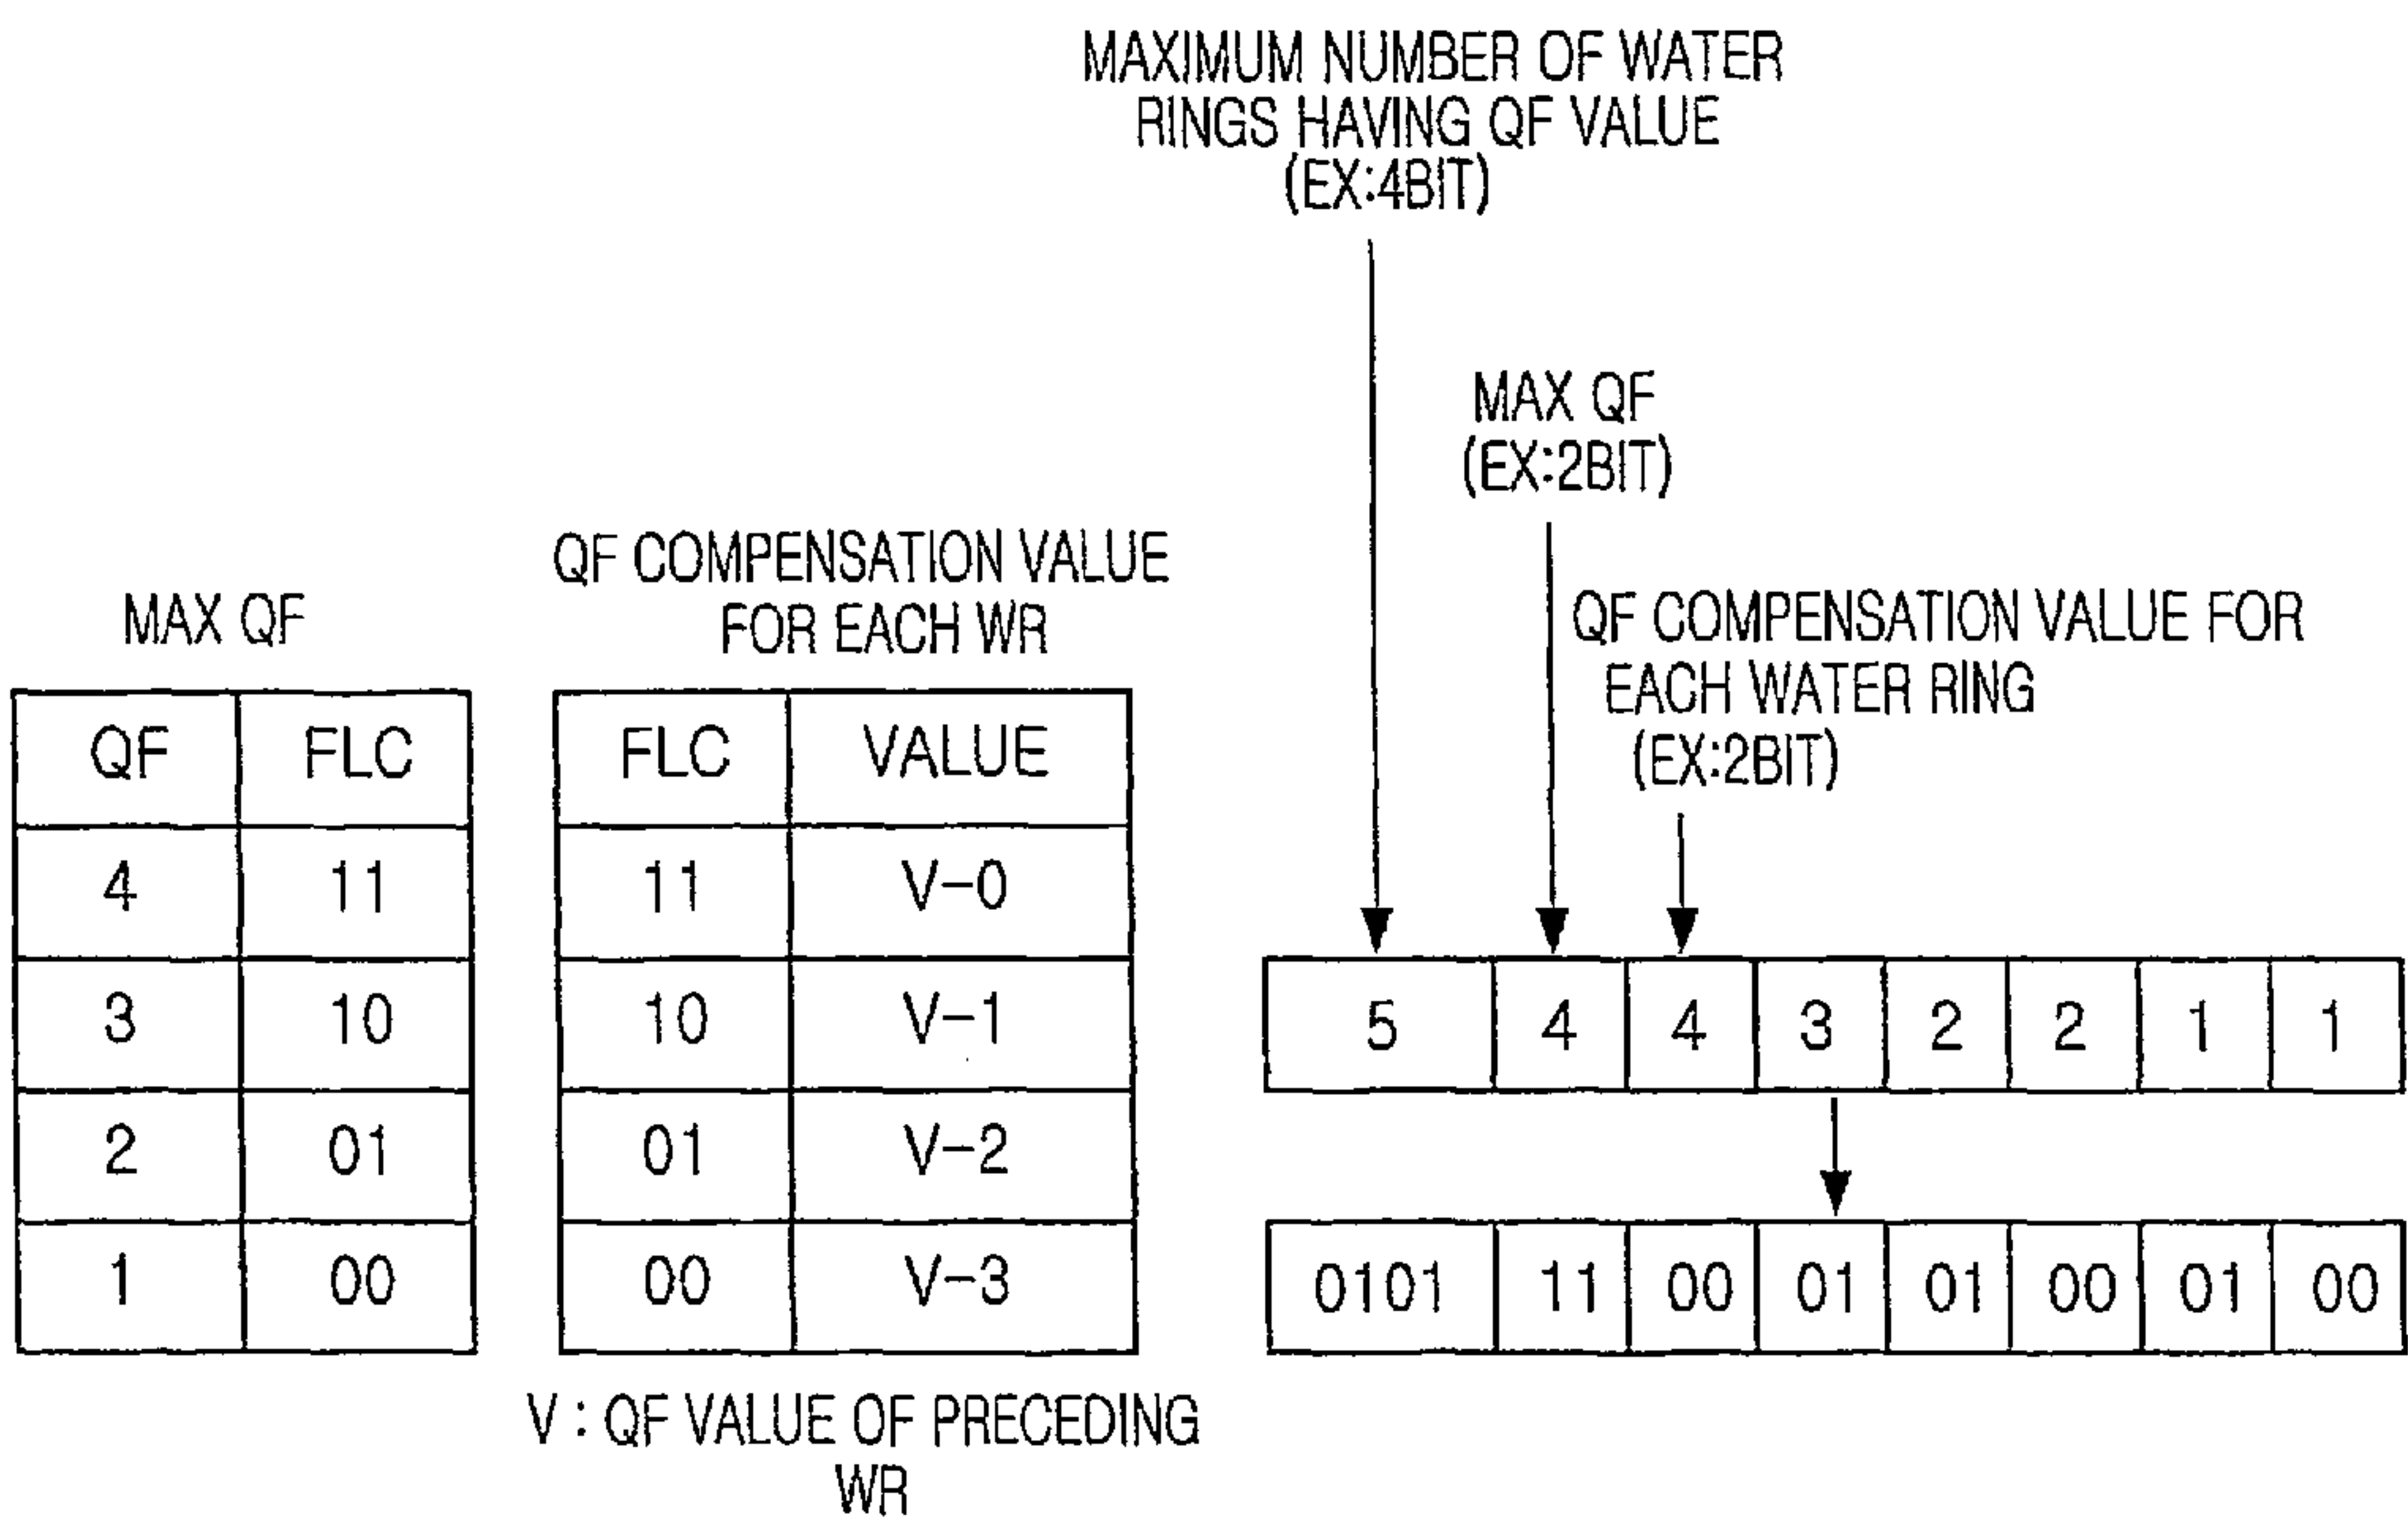 MAXIMUM NUMBER OF WATER
RINGS HAVING QF VALUE
(EX:4BIT)
MAX QF
(EX:2BIT)
QF COMPENSATION VALUE FOR
EACH WATER RING
(EX:2BIT)
MAX QF
QF FLC
4 11
3 10
2 01
1 00
QF COMPENSATION VALUE
FOR EACH WR
FLC VALUE
11 V-0
10 V-1
01 V-2
00 V-3
V : QF VALUE OF PRECEDING
WR
5 4 4 3 2 2 1 1
0101 11 00 01 01 00 01 00